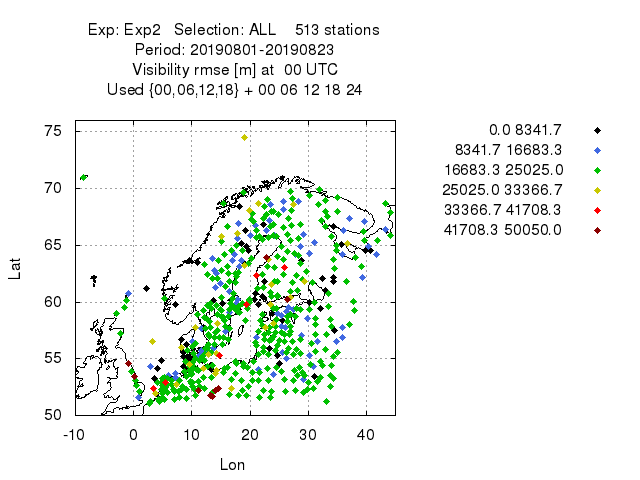 Exp: Exp2 Selection: ALL 513 stations
Period: 20190801-20190823
Visibility rmse [m] at 00 UTC
Used {00,06,12,18} + 00 06 12 18 24
0.0 8341.7
8341.7 16683.3
16683.3 25025.0
25025.0 33366.7
33366.7 41708.3
41708.3 50050.0
75
70
65
60
55
50
Lat
-10 0 10 20 30 40
Lon